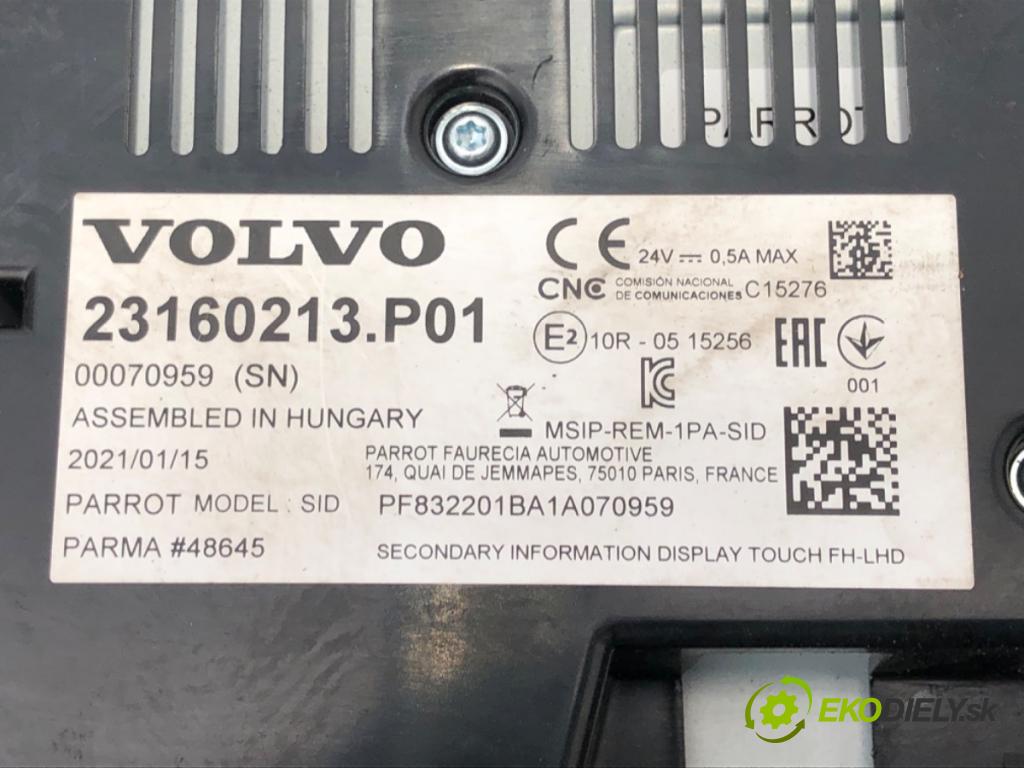 PARROT
VOLVO
23160213.P01
00070959 (SN)
ASSEMBLED IN HUNGARY
2021/01/15
PARROT MODEL : SID
PARMA #48645
CE 24V 0,5A MAX
CNC COMISIÓN NACIONAL DE COMUNICACIONES C15276
E2 10R - 05 15256
EAC
001
MSIP-REM-1PA-SID
PARROT FAURECIA AUTOMOTIVE
174, QUAI DE JEMMAPES, 75010 PARIS, FRANCE
PF832201BA1A070959
SECONDARY INFORMATION DISPLAY TOUCH FH-LHD
EKODIELY.sk